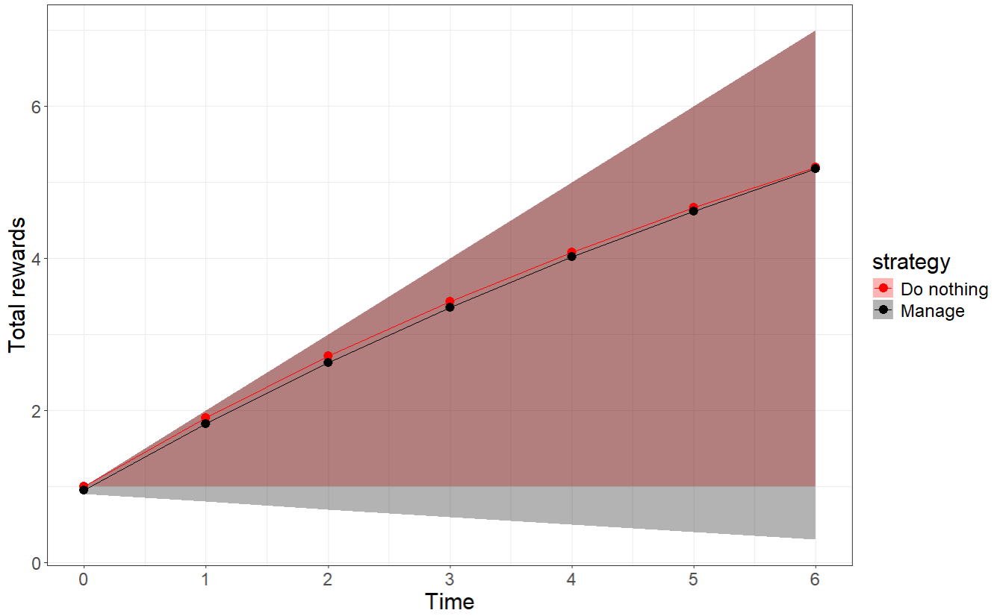 Total rewards
6
4
2
0
0 1 2 3 4 5 6
Time
strategy
Do nothing
Manage